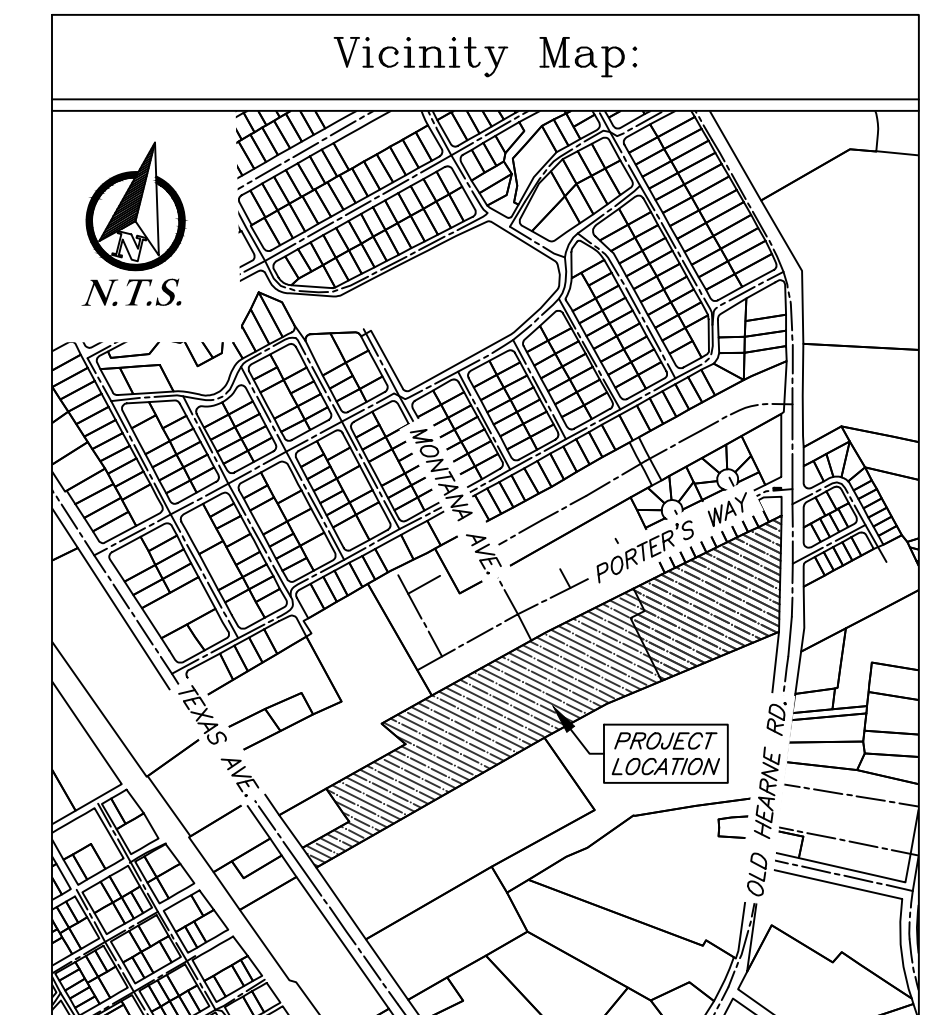 Vicinity Map:
N
N.T.S.
MONTANA AVE.
PORTER'S WAY
TEXAS AVE.
PROJECT
LOCATION
OLD HEARNE RD.